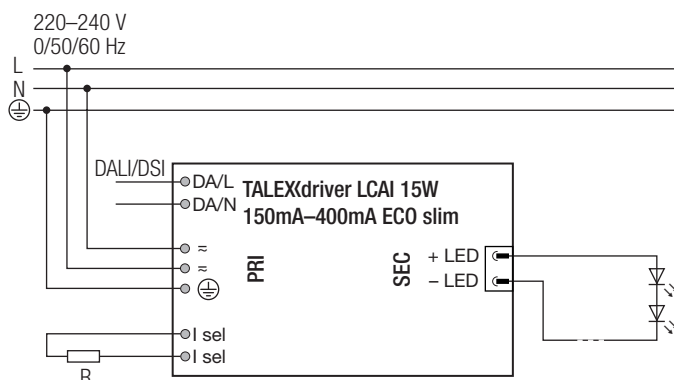 220–240 V
0/50/60 Hz
L
N
DALI/DSI
DA/L
DA/N
TALEXXdriver LCAI 15W
150mA–400mA ECO slim
≂
≂
PRI
SEC
+ LED
– LED
I sel
I sel
R